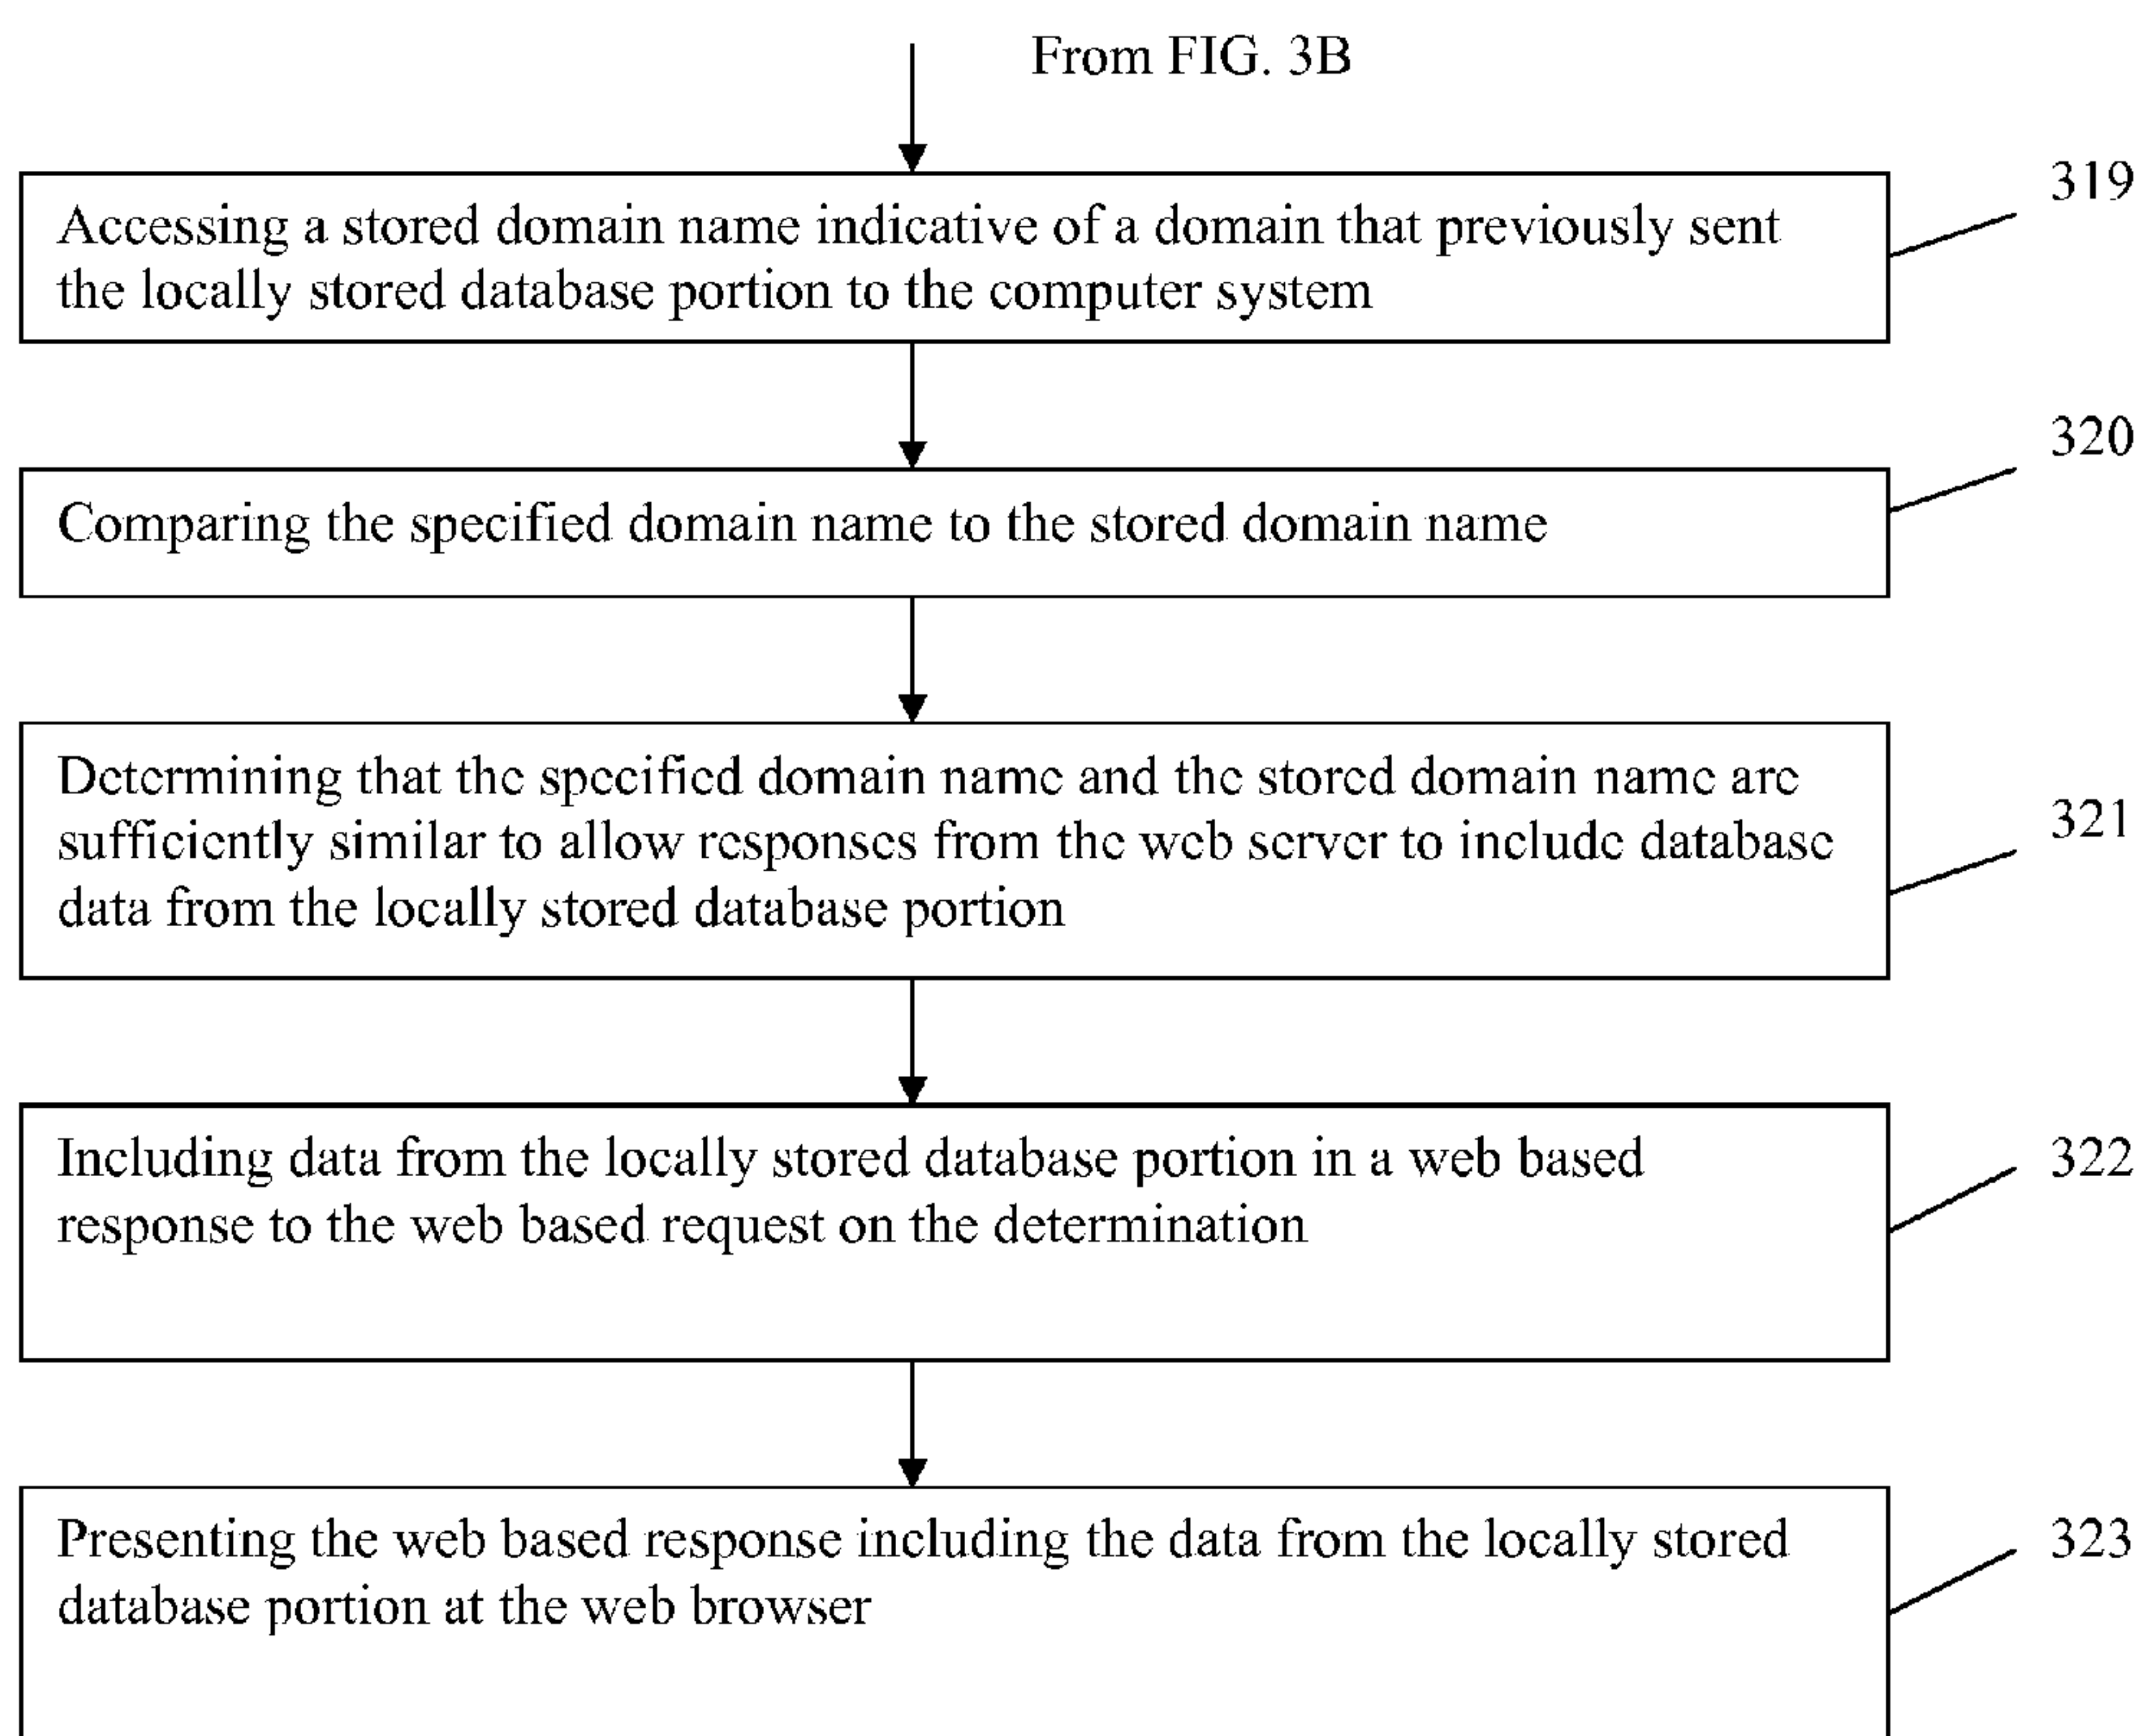 From FIG. 3B
319
Accessing a stored domain name indicative of a domain that previously sent
the locally stored database portion to the computer system
320
Comparing the specified domain name to the stored domain name
Determining that the specified domain name and the stored domain name are
sufficiently similar to allow responses from the web server to include database
data from the locally stored database portion
321
Including data from the locally stored database portion in a web based
response to the web based request on the determination
322
Presenting the web based response including the data from the locally stored
database portion at the web browser
323